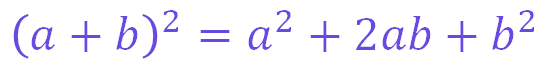 (a + b)² = a² + 2ab + b²